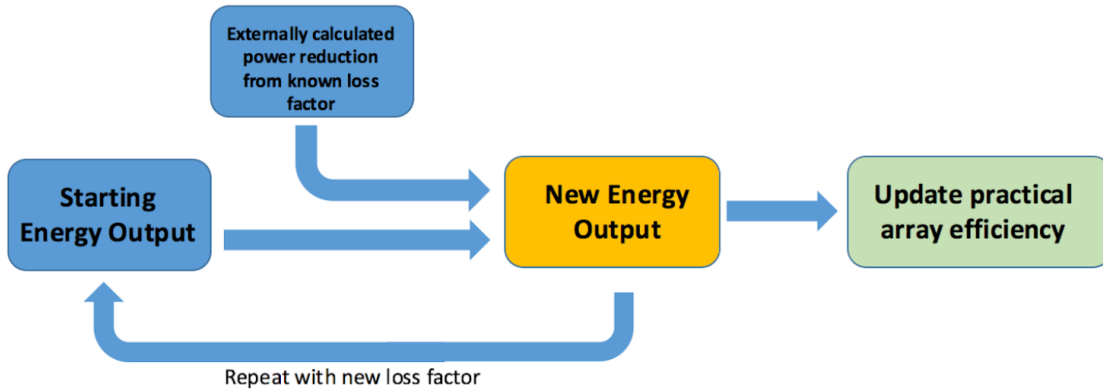 Externally calculated
power reduction
from known loss
factor
Starting
Energy Output
New Energy
Output
Update practical
array efficiency
Repeat with new loss factor